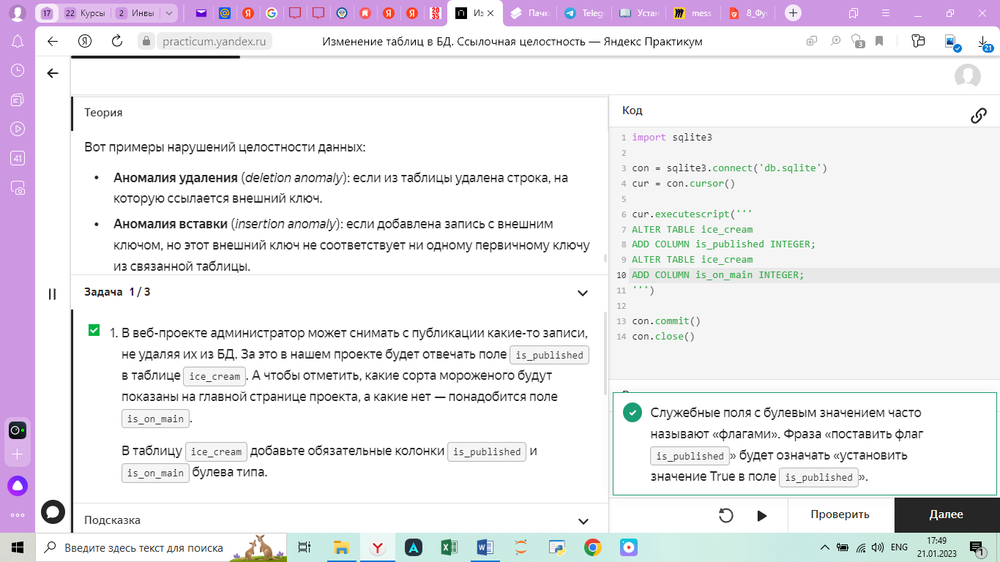 17
22 Курсы
2 Инвы
20 35
Из
Пачк
Teleg
Устан
mess
8_Фу
practicum.yandex.ru
Изменение таблиц в БД. Ссылочная целостность — Яндекс Практикум
3
21
41
Теория
Вот примеры нарушений целостности данных:
• Аномалия удаления (deletion anomaly): если из таблицы удалена строка, на
которую ссылается внешний ключ.
• Аномалия вставки (insertion anomaly): если добавлена запись с внешним
ключом, но этот внешний ключ не соответствует ни одному первичному ключу
из связанной таблицы.
Задача 1 / 3
1. В веб-проекте администратор может снимать с публикации какие-то записи,
не удаляя их из БД. За это в нашем проекте будет отвечать поле is_published
в таблице ice_cream. А чтобы отметить, какие сорта мороженого будут
показаны на главной странице проекта, а какие нет — понадобится поле
is_on_main.
В таблицу ice_cream добавьте обязательные колонки is_published и
is_on_main булева типа.
Подсказка
Код
1 import sqlite3
2
3 con = sqlite3.connect('db.sqlite')
4 cur = con.cursor()
5
6 cur.executescript('''
7 ALTER TABLE ice_cream
8 ADD COLUMN is_published INTEGER;
9 ALTER TABLE ice_cream
10 ADD COLUMN is_on_main INTEGER;
11 ''')
12
13 con.commit()
14 con.close()
Служебные поля с булевым значением часто
называют «флагами». Фраза «поставить флаг
is_published» будет означать «установить
значение True в поле is_published».
Проверить
Далее
Введите здесь текст для поиска
ENG
17:49
21.01.2023
1